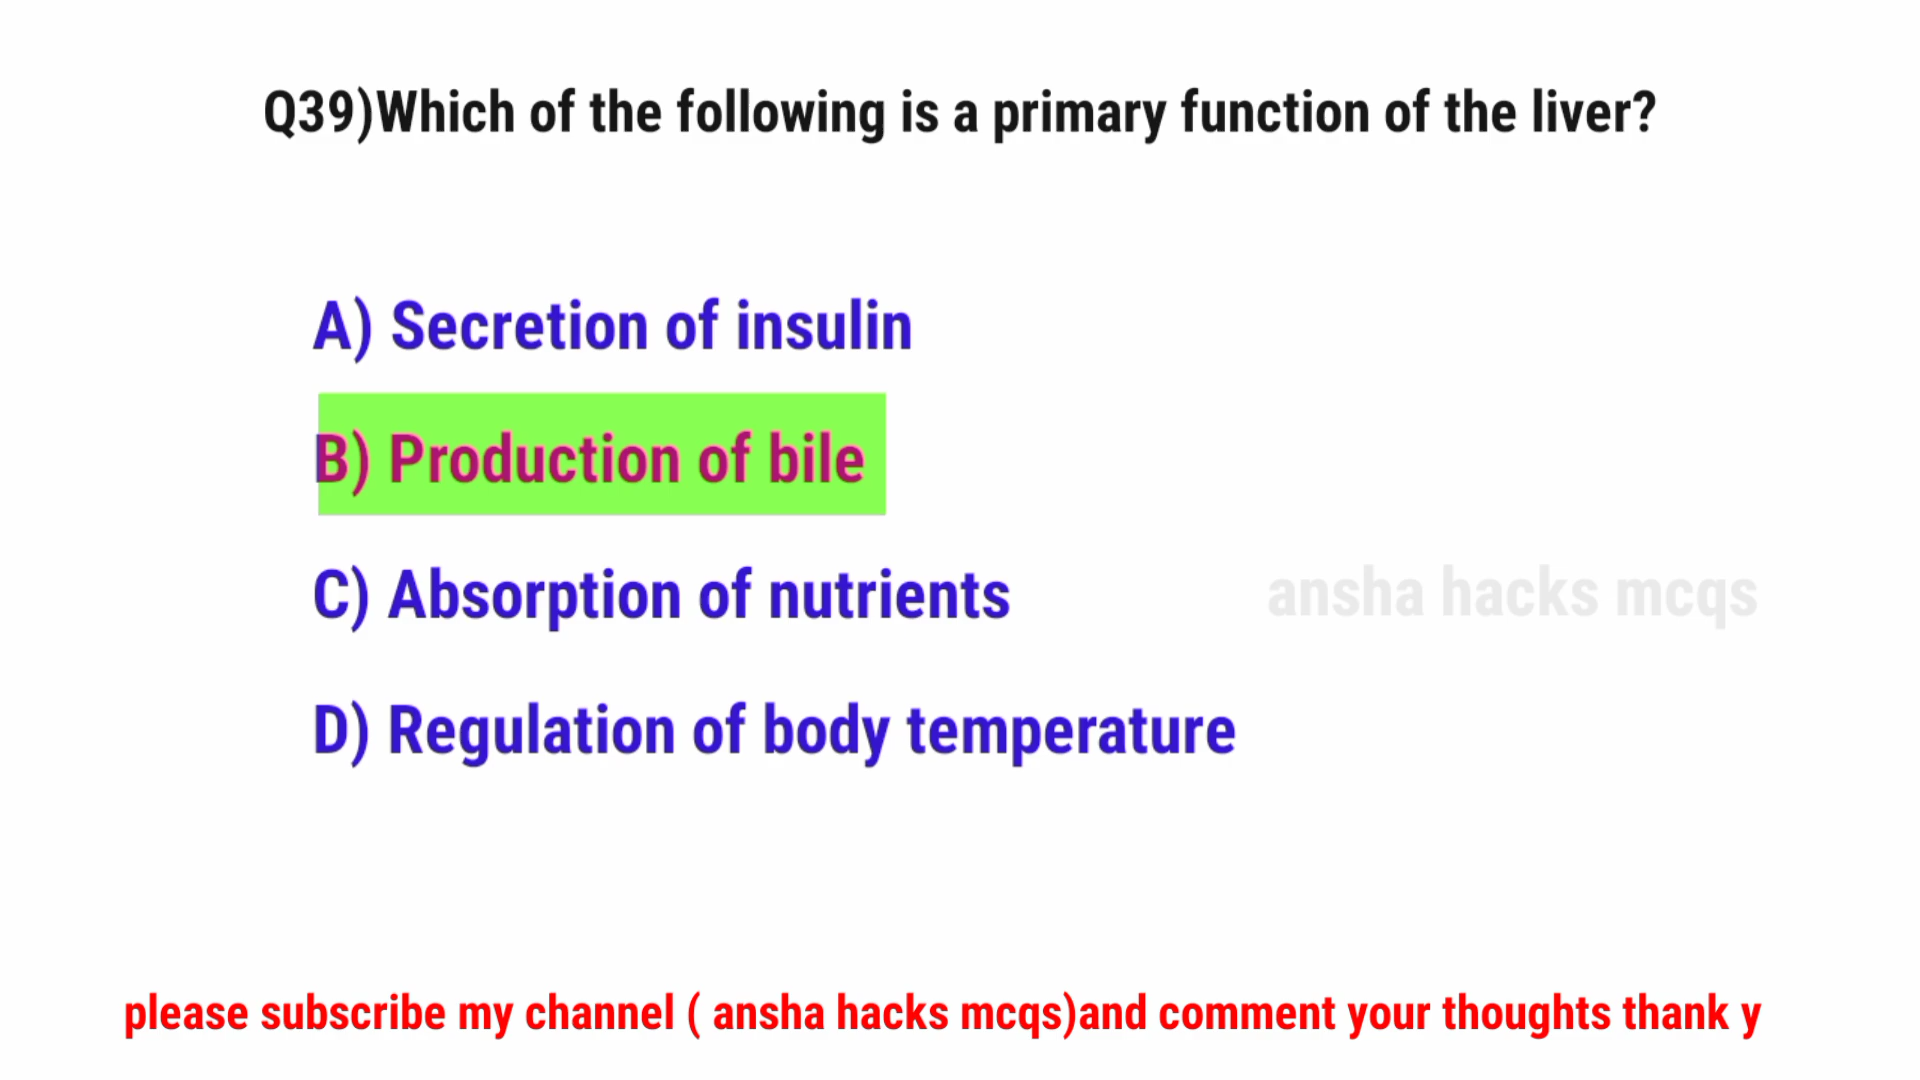 Q39)Which of the following is a primary function of the liver?
A) Secretion of insulin
B) Production of bile
C) Absorption of nutrients
ansha hacks mcqs
D) Regulation of body temperature
please subscribe my channel ( ansha hacks mcqs)and comment your thoughts thank y